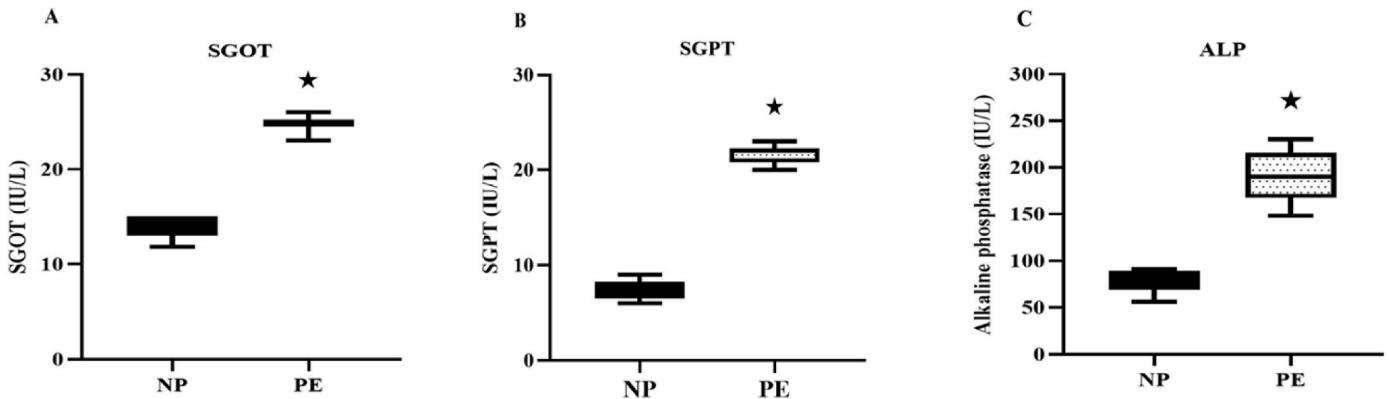 A
SGOT
SGOT (IU/L)
30
20
10
0
NP PE
B
SGPT
SGPT (IU/L)
30
20
10
0
NP PE
C
ALP
Alkaline phosphatase (IU/L)
300
250
200
150
100
50
0
NP PE